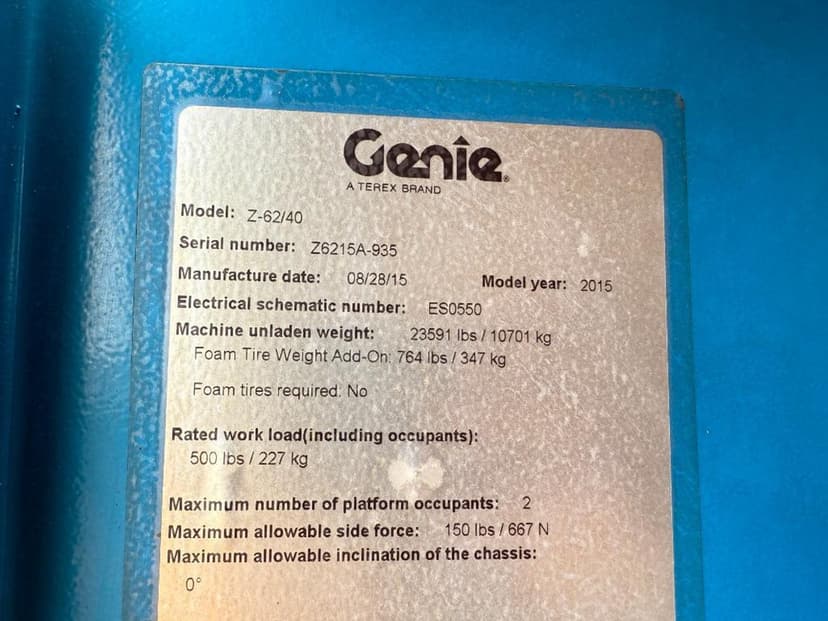 Genie®
A TEREX BRAND
Model: Z-62/40
Serial number: Z6215A-935
Manufacture date: 08/28/15 Model year: 2015
Electrical schematic number: ES0550
Machine unladen weight: 23591 lbs / 10701 kg
Foam Tire Weight Add-On: 764 lbs / 347 kg
Foam tires required: No
Rated work load(including occupants):
500 lbs / 227 kg
Maximum number of platform occupants: 2
Maximum allowable side force: 150 lbs / 667 N
Maximum allowable inclination of the chassis:
0°